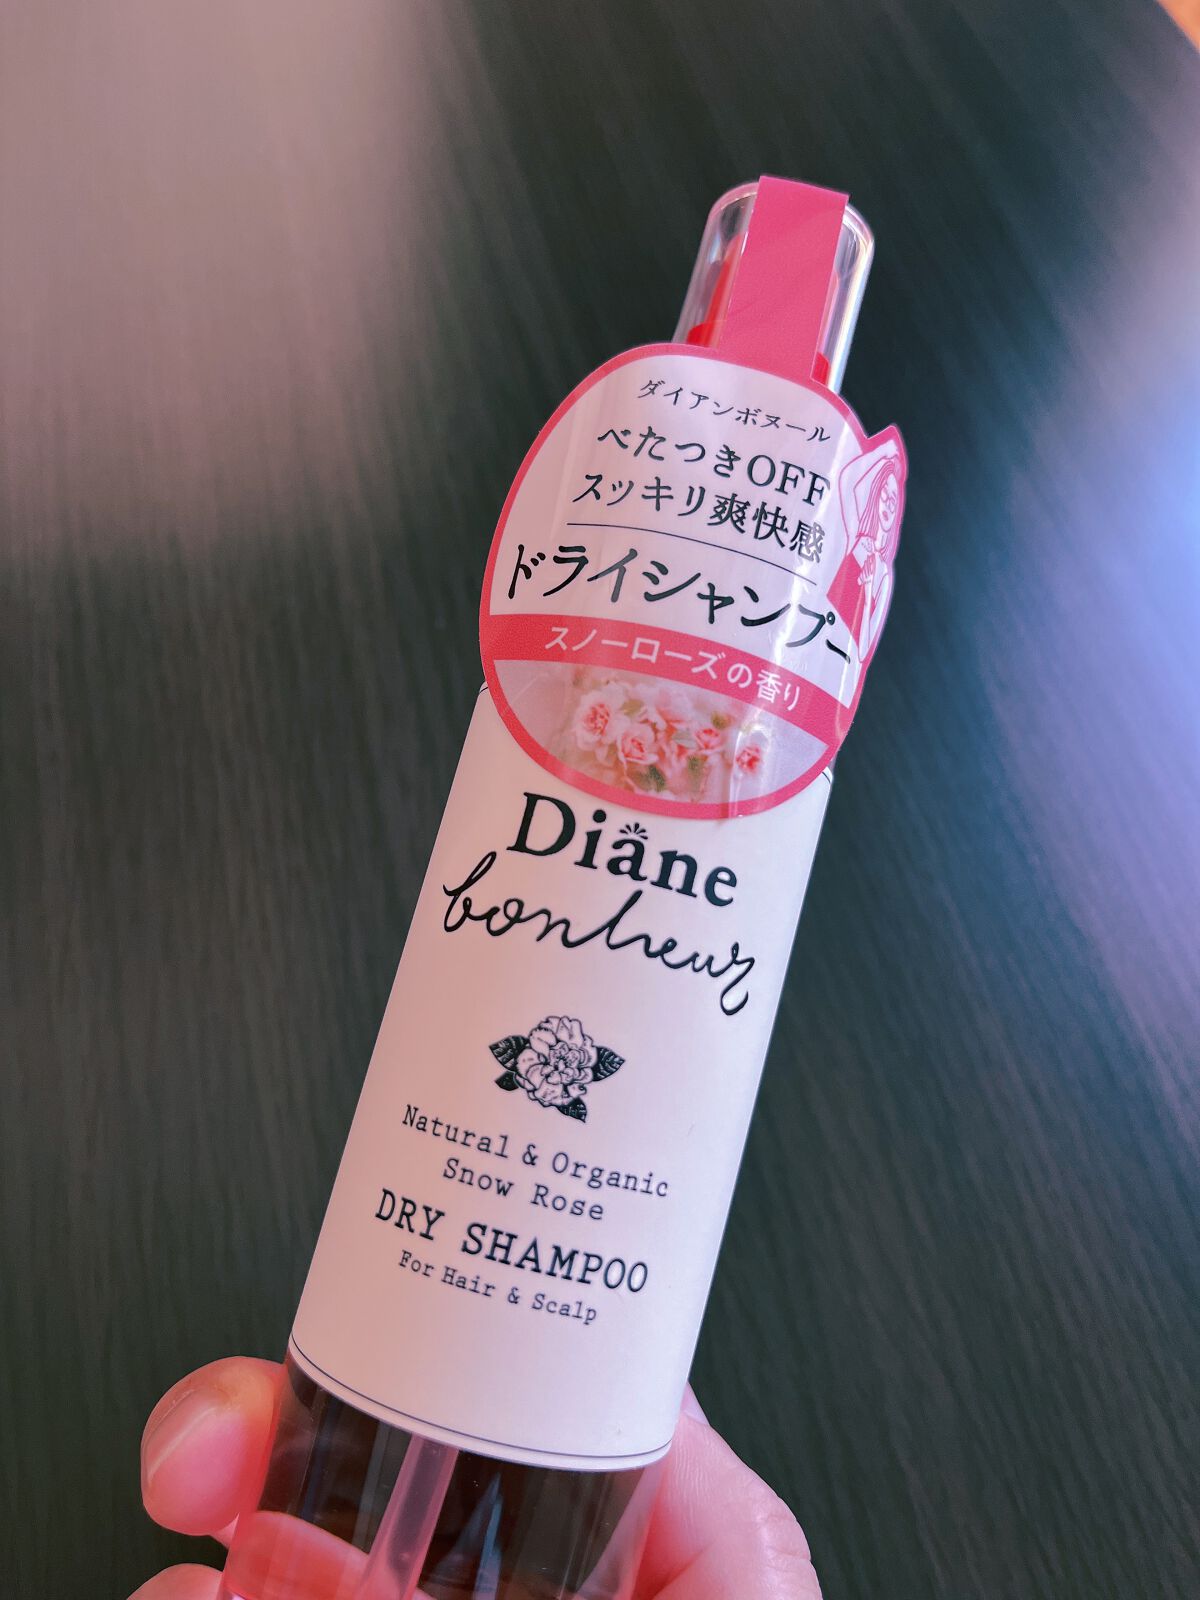 ダイアンボヌール
べたつきOFF
スッキリ爽快感
ドライシャンプー
スノーローズの香り
Diane
bonheur
Natural & Organic
Snow Rose
DRY SHAMPOO
For Hair & Scalp